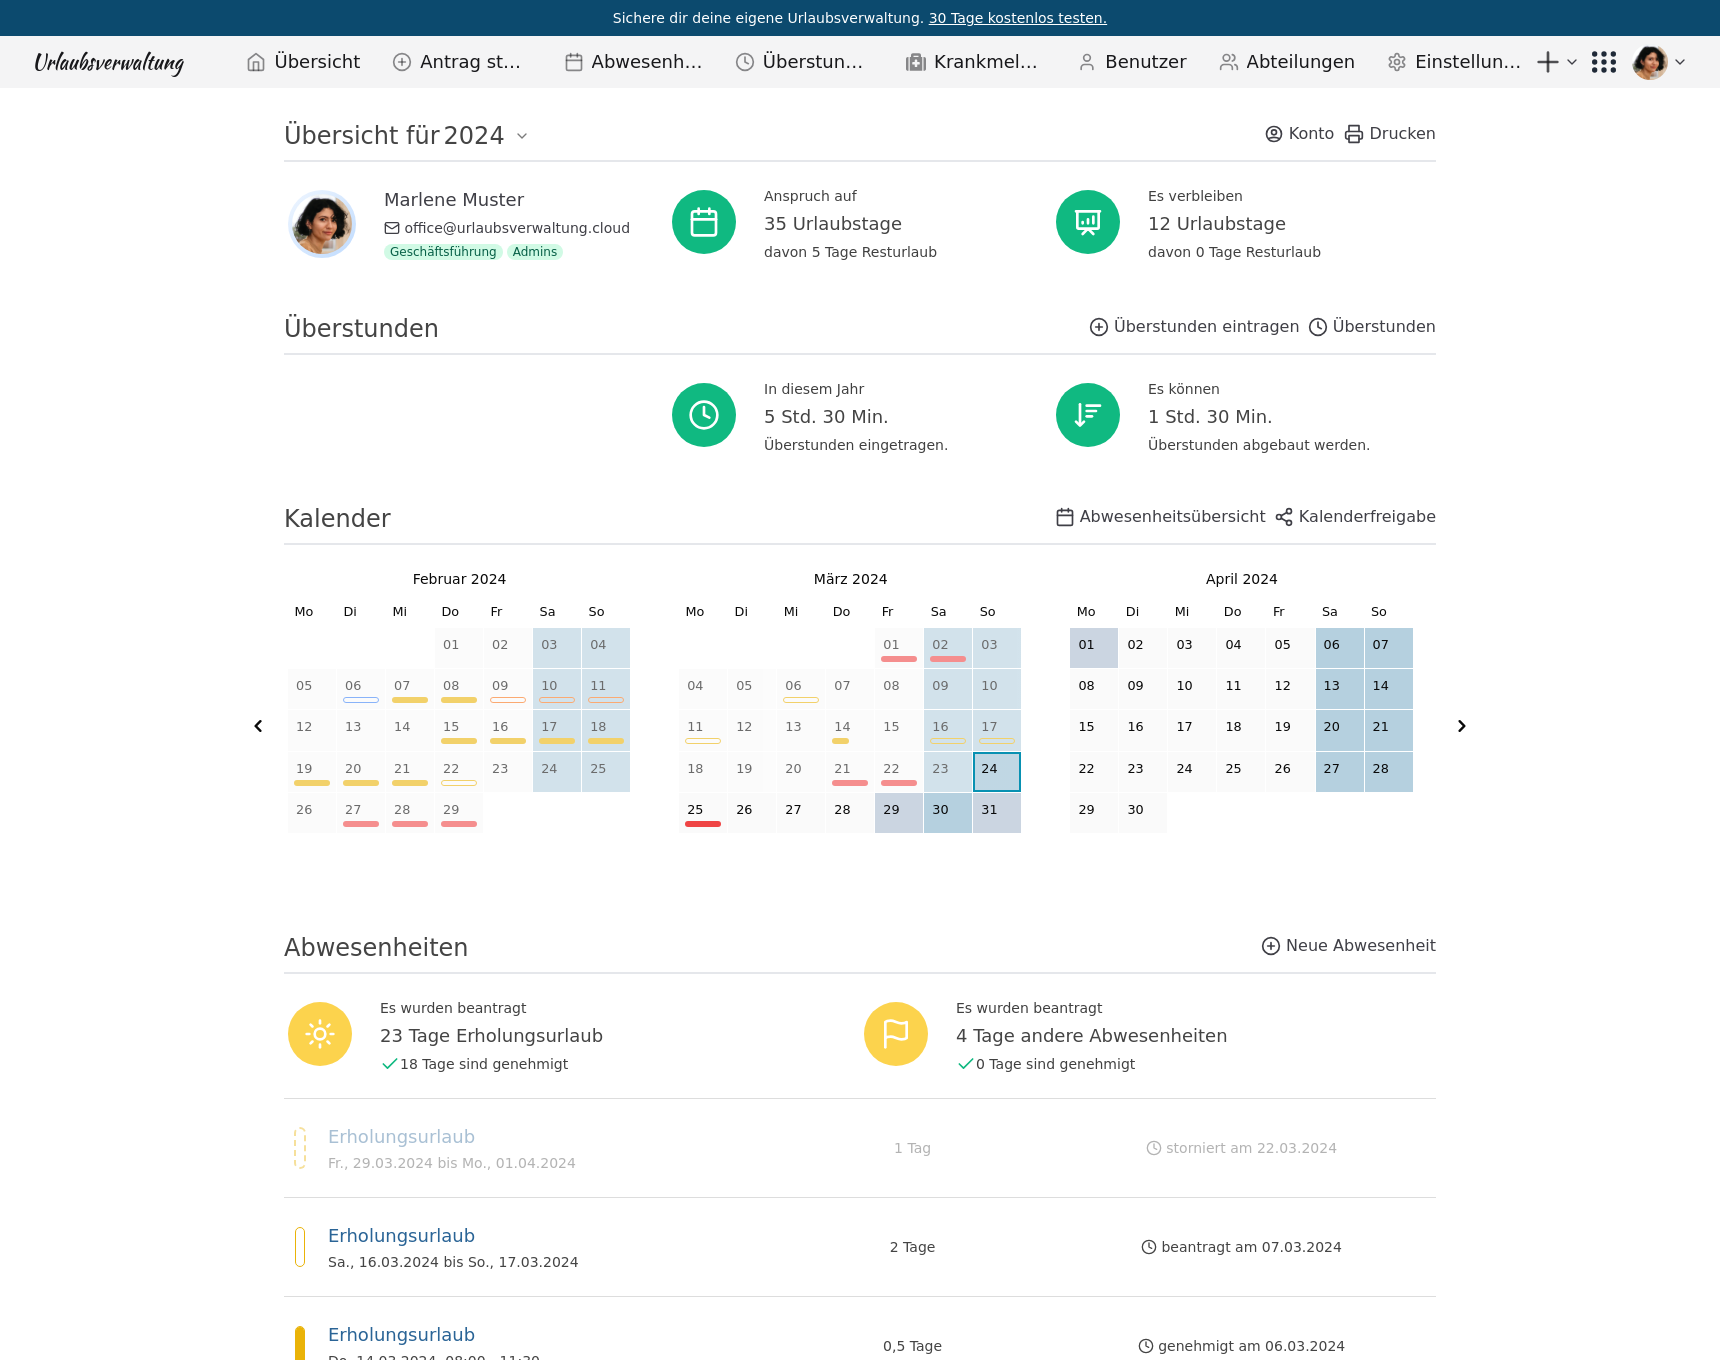 Sichere dir deine eigene Urlaubsverwaltung. 30 Tage kostenlos testen.
Urlaubsverwaltung Übersicht Antrag st… Abwesenh… Überstun… Krankmel… Benutzer Abteilungen Einstellun…
Übersicht für 2024 Konto Drucken
Marlene Muster
office@urlaubsverwaltung.cloud
Geschäftsführung Admins
Anspruch auf
35 Urlaubstage
davon 5 Tage Resturlaub
Es verbleiben
12 Urlaubstage
davon 0 Tage Resturlaub
Überstunden Überstunden eintragen Überstunden
In diesem Jahr
5 Std. 30 Min.
Überstunden eingetragen.
Es können
1 Std. 30 Min.
Überstunden abgebaut werden.
Kalender Abwesenheitsübersicht Kalenderfreigabe
Februar 2024
Mo Di Mi Do Fr Sa So
01 02 03 04
05 06 07 08 09 10 11
12 13 14 15 16 17 18
19 20 21 22 23 24 25
26 27 28 29
März 2024
Mo Di Mi Do Fr Sa So
01 02 03
04 05 06 07 08 09 10
11 12 13 14 15 16 17
18 19 20 21 22 23 24
25 26 27 28 29 30 31
April 2024
Mo Di Mi Do Fr Sa So
01 02 03 04 05 06 07
08 09 10 11 12 13 14
15 16 17 18 19 20 21
22 23 24 25 26 27 28
29 30
Abwesenheiten Neue Abwesenheit
Es wurden beantragt
23 Tage Erholungsurlaub
18 Tage sind genehmigt
Es wurden beantragt
4 Tage andere Abwesenheiten
0 Tage sind genehmigt
Erholungsurlaub
Fr., 29.03.2024 bis Mo., 01.04.2024
1 Tag
storniert am 22.03.2024
Erholungsurlaub
Sa., 16.03.2024 bis So., 17.03.2024
2 Tage
beantragt am 07.03.2024
Erholungsurlaub
Do., 14.03.2024, 08:00 - 11:30
0,5 Tage
genehmigt am 06.03.2024